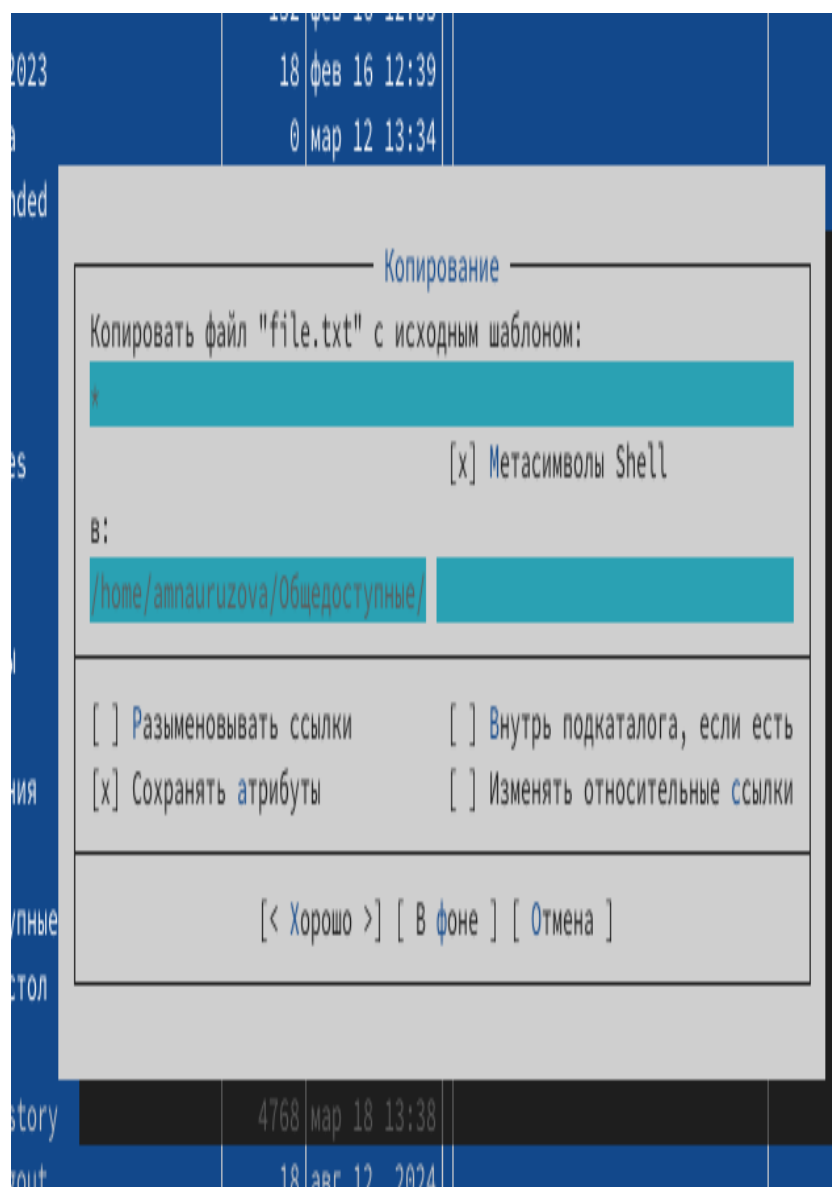 18 фев 16 12:39
2023
0 мар 12 13:34
Копирование
Копировать файл "file.txt" с исходным шаблоном:
*
[x] Метасимволы Shell
в:
/home/amnauruzova/Общедоступные/
[ ] Разыменовывать ссылки [ ] Внутрь подкаталога, если есть
[x] Сохранять атрибуты [ ] Изменять относительные ссылки
[< Хорошо >] [ В фоне ] [ Отмена ]
4768 мар 18 13:38
18 авг 12 2024